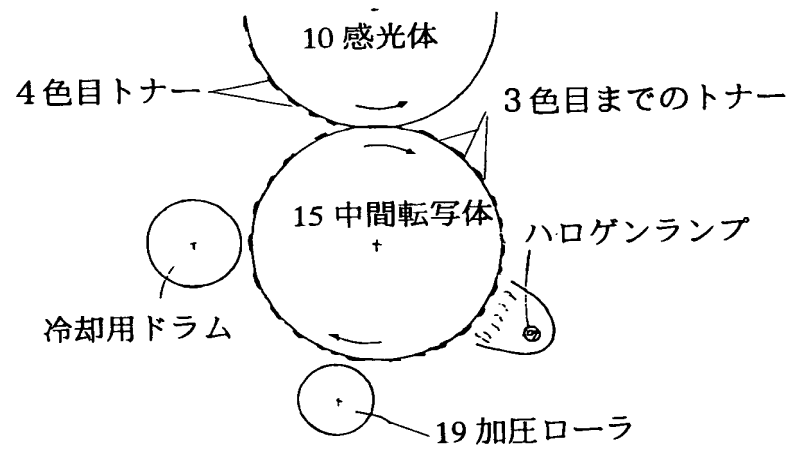 10 感光体
4色目トナー
3色目までのトナー
15 中間転写体
ハロゲンランプ
冷却用ドラム
19 加圧ローラ